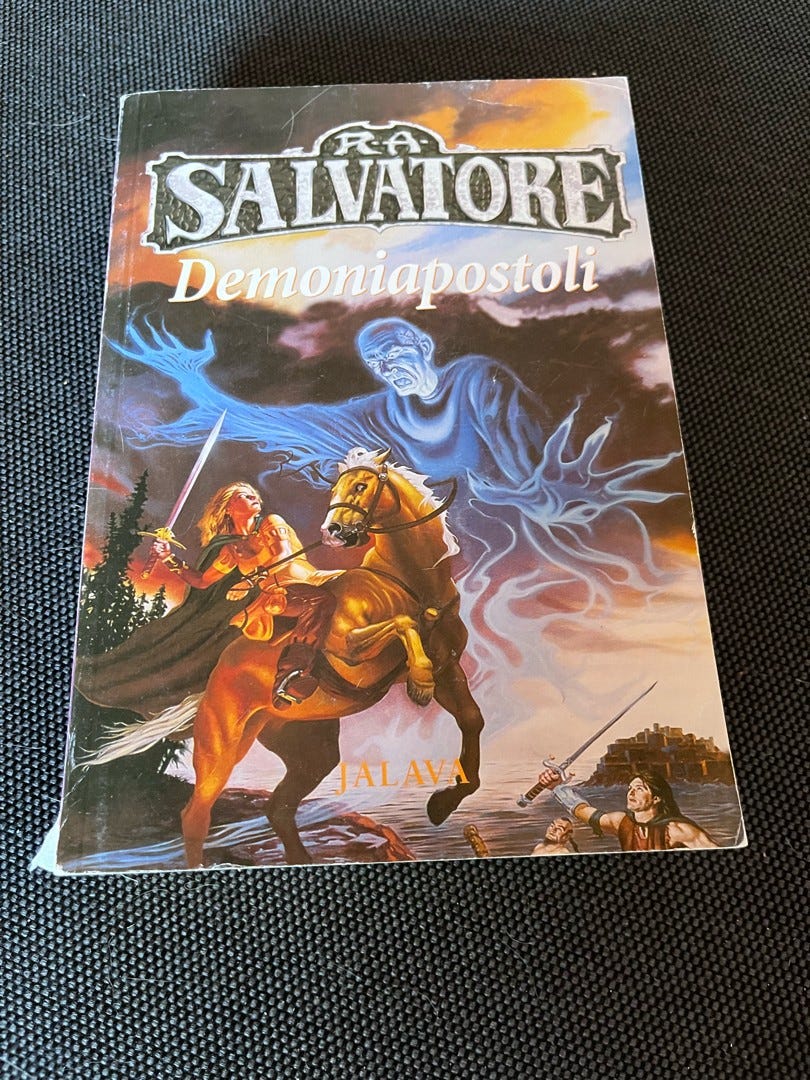 R.A.
SALVATORE
Demoniapostoli
JALAVA